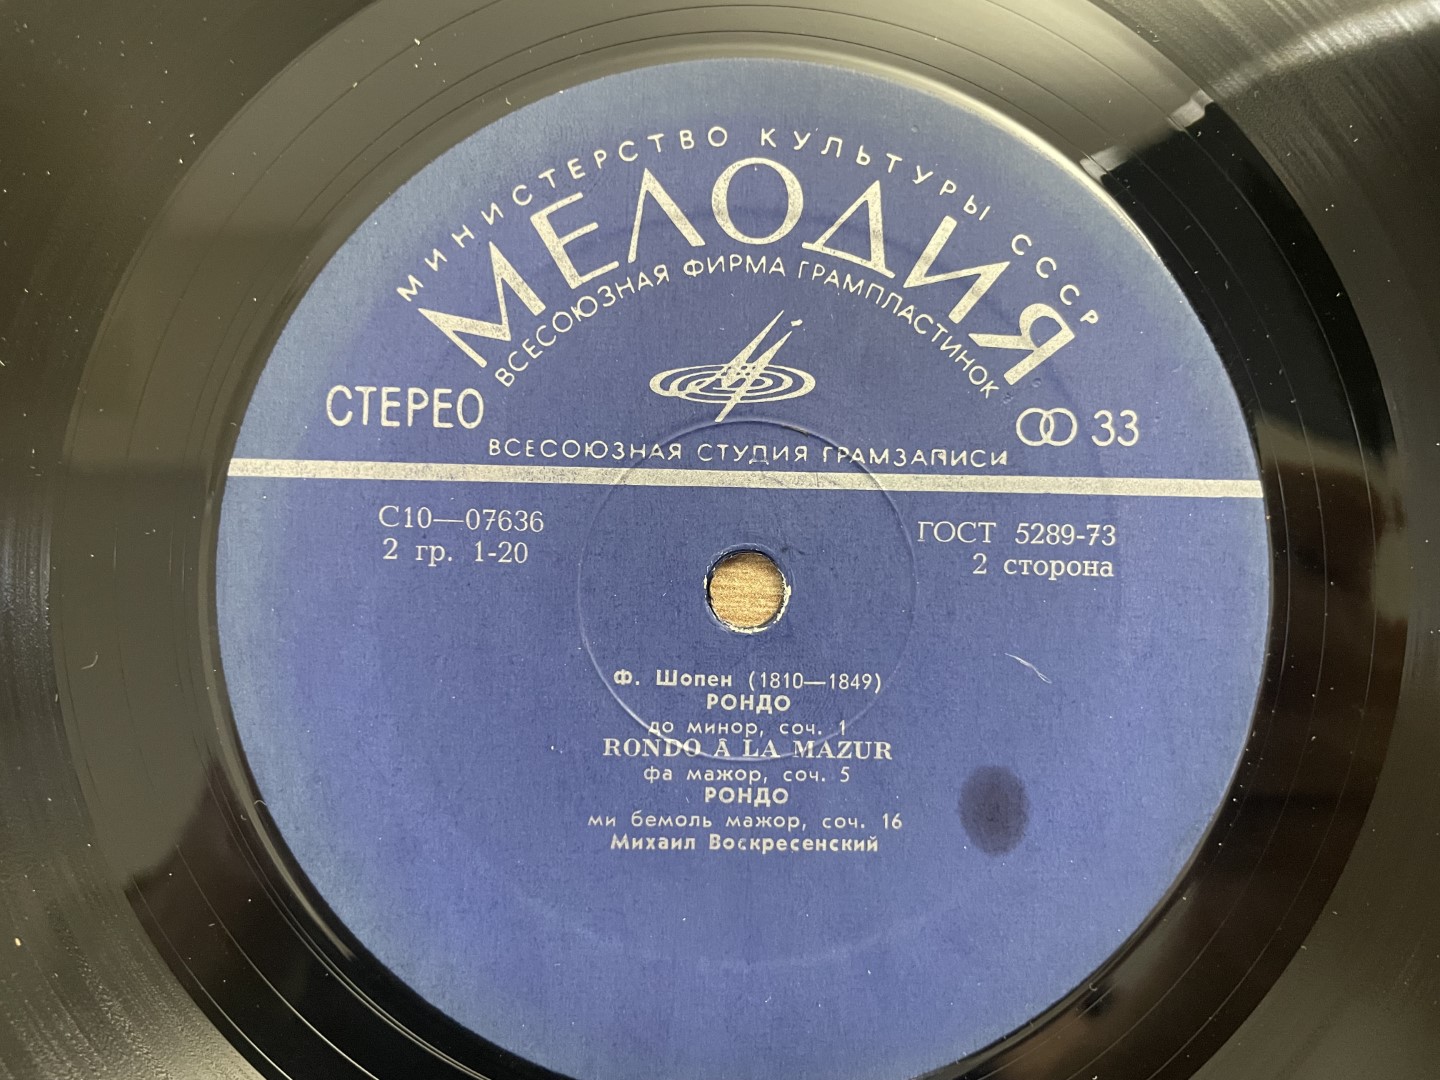 МИНИСТЕРСТВО КУЛЬТУРЫ СССР
МЕЛОДИЯ
ВСЕСОЮЗНАЯ ФИРМА ГРАМПЛАСТИНОК
СТЕРЕО
33
ВСЕСОЮЗНАЯ СТУДИЯ ГРАМЗАПИСИ
С10—07636
ГОСТ 5289-73
2 гр. 1-20
2 сторона
Ф. Шопен (1810—1849)
РОНДО
до минор, соч. 1
RONDO Â LA MAZUR
фа мажор, соч. 5
РОНДО
ми бемоль мажор, соч. 16
Михаил Воскресенский